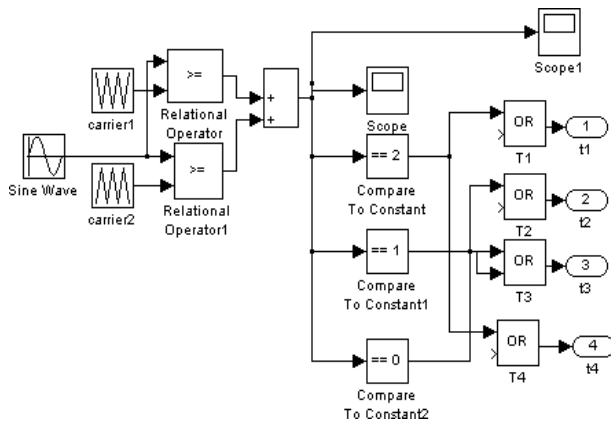 Scope1
>=
carrier1
Relational
Operator
+
+
Scope
OR
T1
1
t1
Sine Wave
>=
carrier2
Relational
Operator1
== 2
Compare
To Constant
OR
T2
2
t2
== 1
Compare
To Constant1
OR
T3
3
t3
== 0
Compare
To Constant2
OR
T4
4
t4